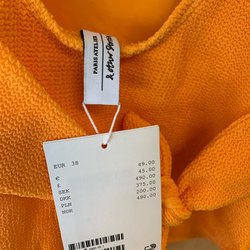 PARIS ATELIER
& other Stories
EUR 38
€ 49.00
£ 45.00
SEK 490.00
DKK 375.00
PLN 200.00
NOK 490.00